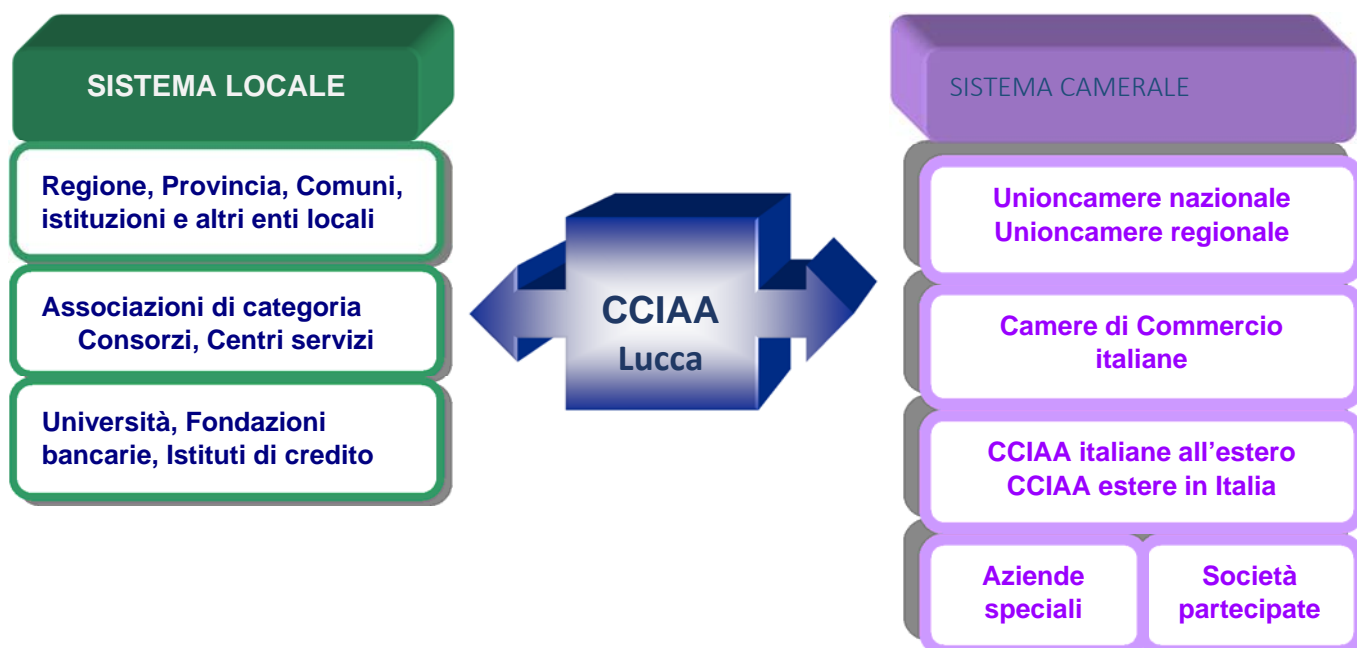 SISTEMA LOCALE
Regione, Provincia, Comuni,
istituzioni e altri enti locali
Associazioni di categoria
Consorzi, Centri servizi
Università, Fondazioni
bancarie, Istituti di credito
CCIAA
Lucca
SISTEMA CAMERALE
Unioncamere nazionale
Unioncamere regionale
Camere di Commercio
italiane
CCIAA italiane all’estero
CCIAA estere in Italia
Aziende
speciali
Società
partecipate